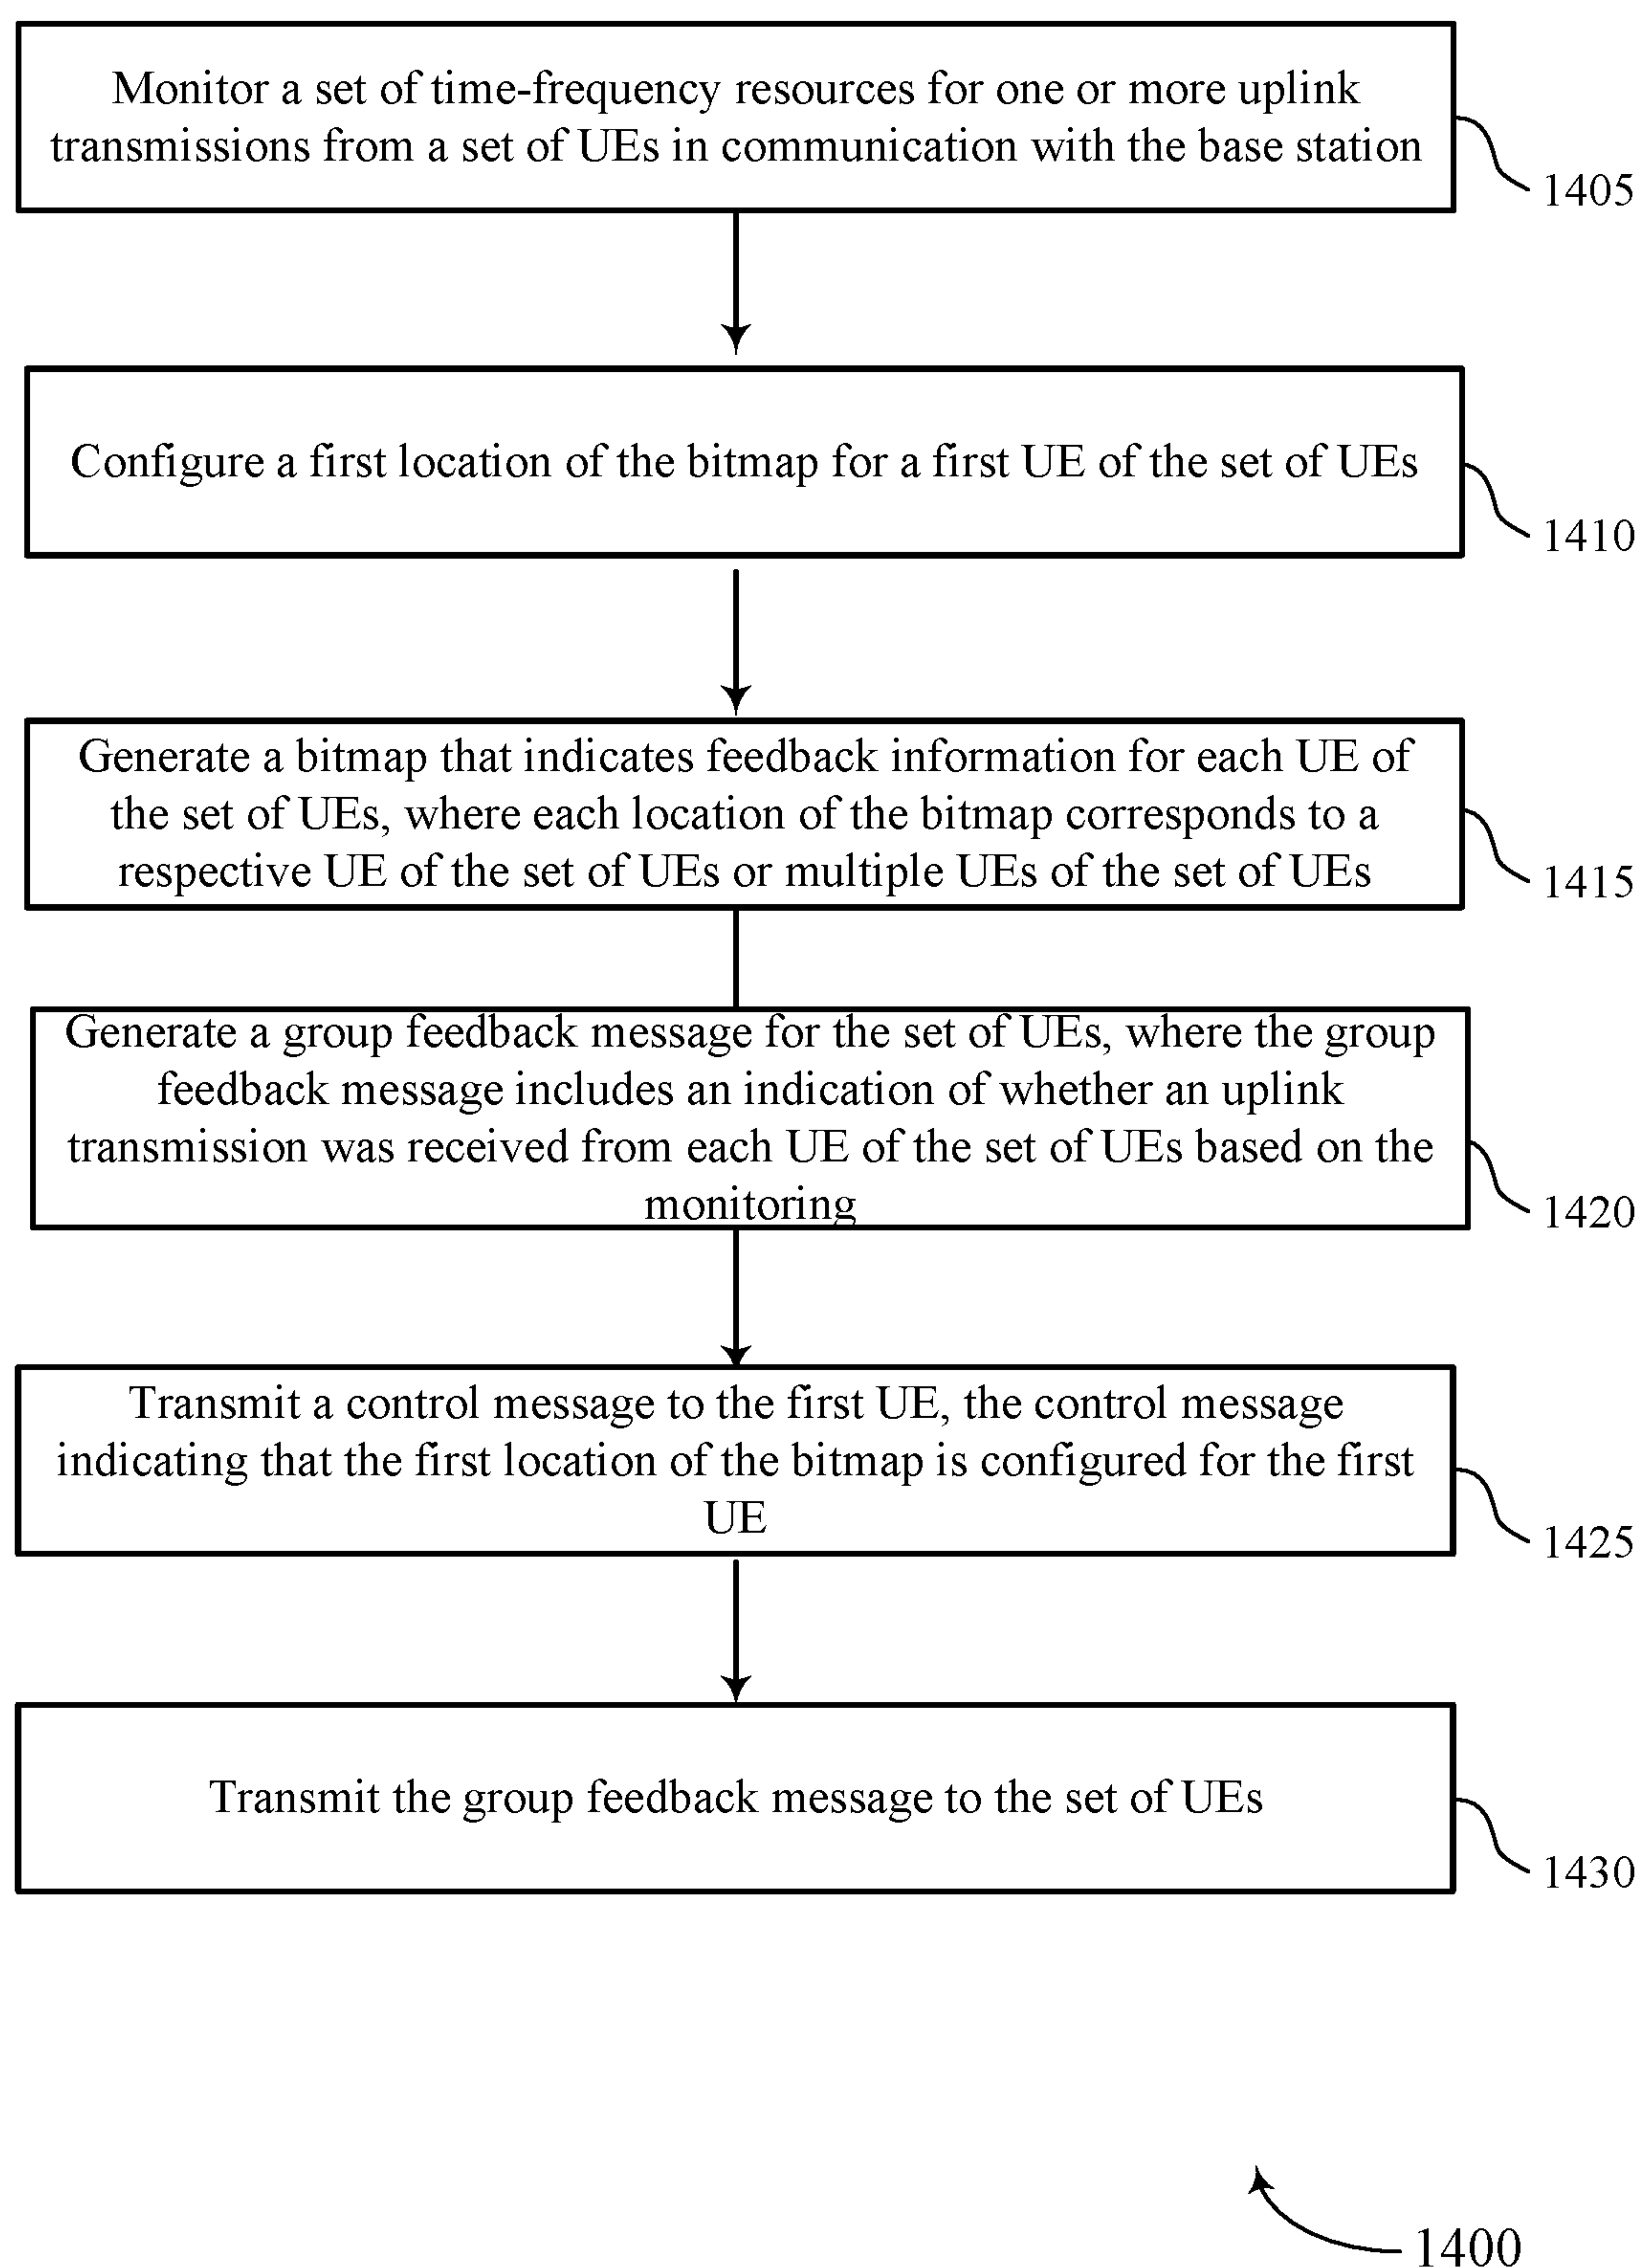 Monitor a set of time-frequency resources for one or more uplink
transmissions from a set of UEs in communication with the base station
1405
Configure a first location of the bitmap for a first UE of the set of UEs
1410
Generate a bitmap that indicates feedback information for each UE of
the set of UEs, where each location of the bitmap corresponds to a
respective UE of the set of UEs or multiple UEs of the set of UEs
1415
Generate a group feedback message for the set of UEs, where the group
feedback message includes an indication of whether an uplink
transmission was received from each UE of the set of UEs based on the
monitoring
1420
Transmit a control message to the first UE, the control message
indicating that the first location of the bitmap is configured for the first
UE
1425
Transmit the group feedback message to the set of UEs
1430
1400